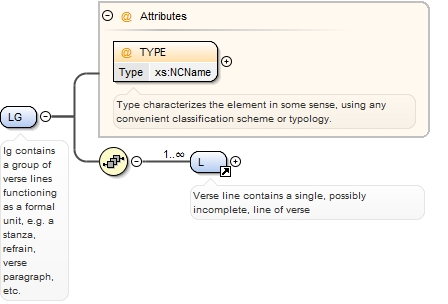 @ Attributes
@ TYPE
Type xs:NCName
Type characterizes the element in some sense, using any
convenient classification scheme or typology.
LG
lg contains
a group of
verse lines
functioning
as a formal
unit, e.g. a
stanza,
refrain,
verse
paragraph,
etc.
1..∞
L
Verse line contains a single, possibly
incomplete, line of verse